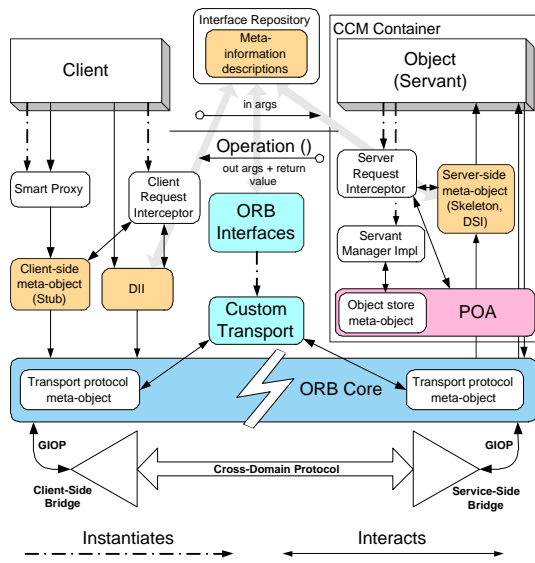 Interface Repository
Meta-
information
descriptions
CCM Container
Client
Object
(Servant)
in args
Operation ()
out args + return
value
Smart Proxy
Client
Request
Interceptor
ORB
Interfaces
Server
Request
Interceptor
Server-side
meta-object
(Skeleton,
DSI)
Servant
Manager Impl
Client-side
meta-object
(Stub)
DII
Custom
Transport
Object store
meta-object
POA
Transport protocol
meta-object
ORB Core
Transport protocol
meta-object
GIOP
GIOP
Cross-Domain Protocol
Client-Side
Bridge
Service-Side
Bridge
Instantiates
Interacts